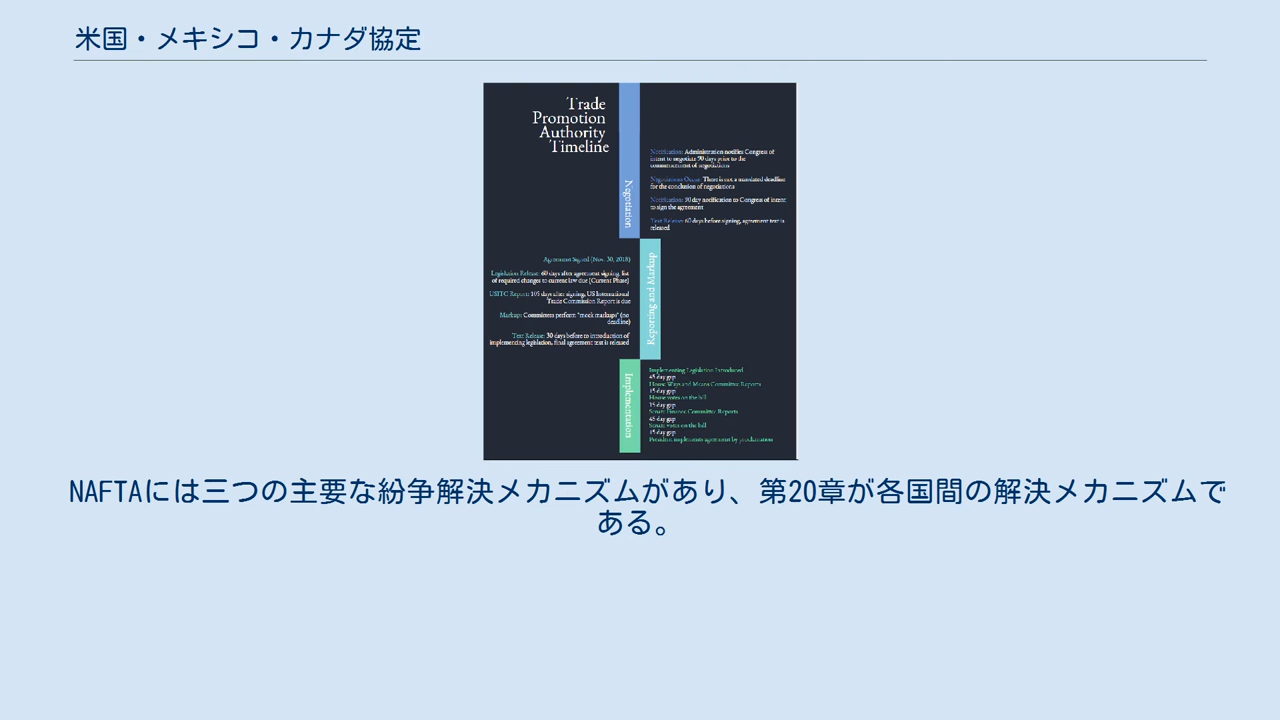 米国・メキシコ・カナダ協定
Trade
Promotion
Authority
Timeline
Negotiation
Notification: Administration notifies Congress of
intent to negotiate 90 days prior to the
commencement of negotiations
Negotiations Occur: There is not a mandated deadline
for the conclusion of negotiations
Notification: 90 day notification to Congress of intent
to sign the agreement
Text Release: 60 days before signing, agreement text is
released
Reporting and Markup
Agreement Signed (Nov. 30, 2018)
Legislation Release: 60 days after agreement signing, list
of required changes to current law due (Current Phase)
USITC Report: 105 days after signing, US International
Trade Commission Report is due
Markup: Committees perform "mock markups" (no
deadline)
Text Release: 30 days before to introduction of
implementing legislation, final agreement text is released
Implementation
Implementing Legislation Introduced
45 day gap
House Ways and Means Committee Reports
15 day gap
House votes on the bill
15 day gap
Senate Finance Committee Reports
45 day gap
Senate votes on the bill
15 day gap
President implements agreement by proclamation
NAFTAには三つの主要な紛争解決メカニズムがあり、第20章が各国間の解決メカニズムで
ある。